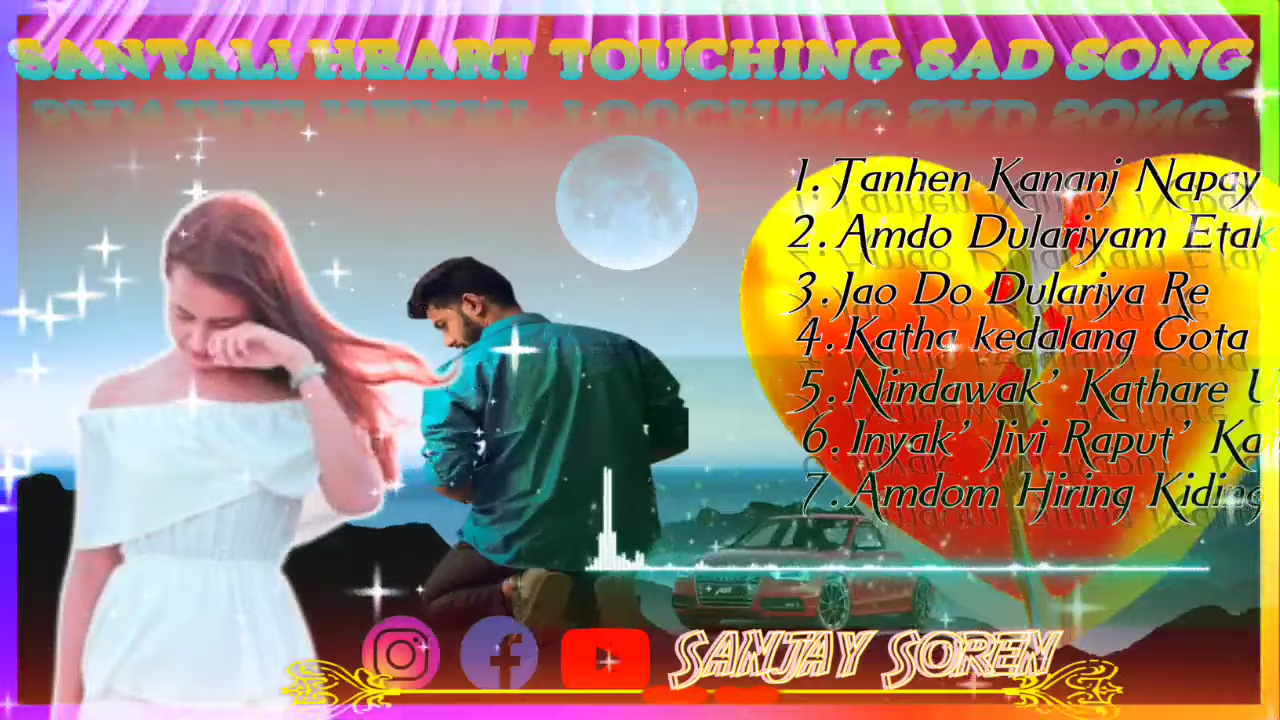 SANTALI HEART TOUCHING SAD SONG
1. Tanhen Kananj Napay
2. Amdo Dulariyam Etak
3. Jao Do Dulariya Re
4. Katha kedalang Gota
5. Nindawak' Kathare
6. Inyak' Jivi Raput'
7. Amdom Hiring Kiding
SANJAY SOREN